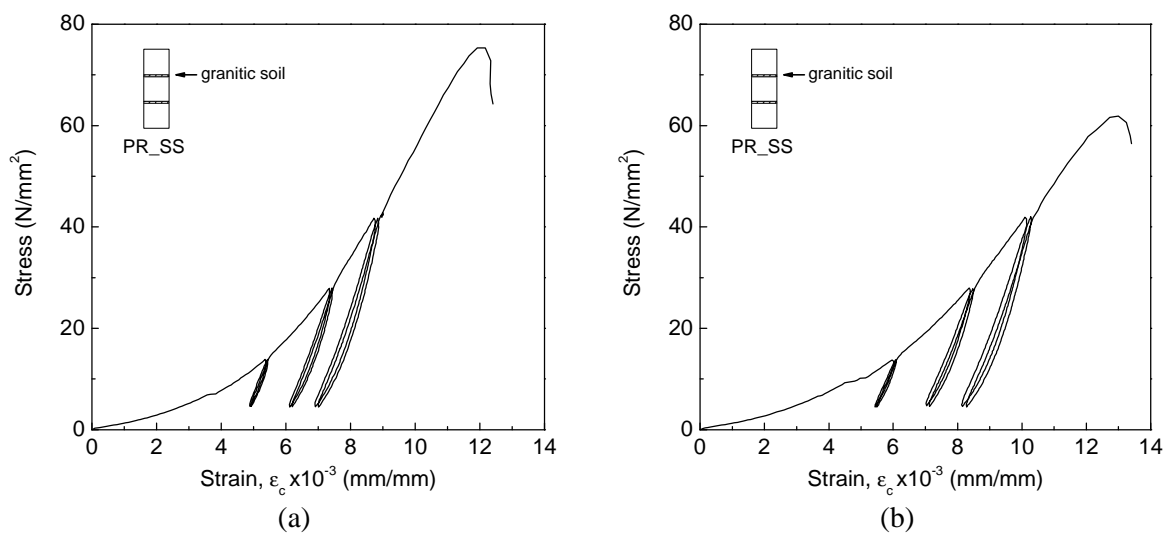 80
60
40
20
0
Stress (N/mm²)
granitic soil
PR_SS
0 2 4 6 8 10 12 14
Strain, εc x10⁻³ (mm/mm)
(a)
80
60
40
20
0
Stress (N/mm²)
granitic soil
PR_SS
0 2 4 6 8 10 12 14
Strain, εc x10⁻³ (mm/mm)
(b)